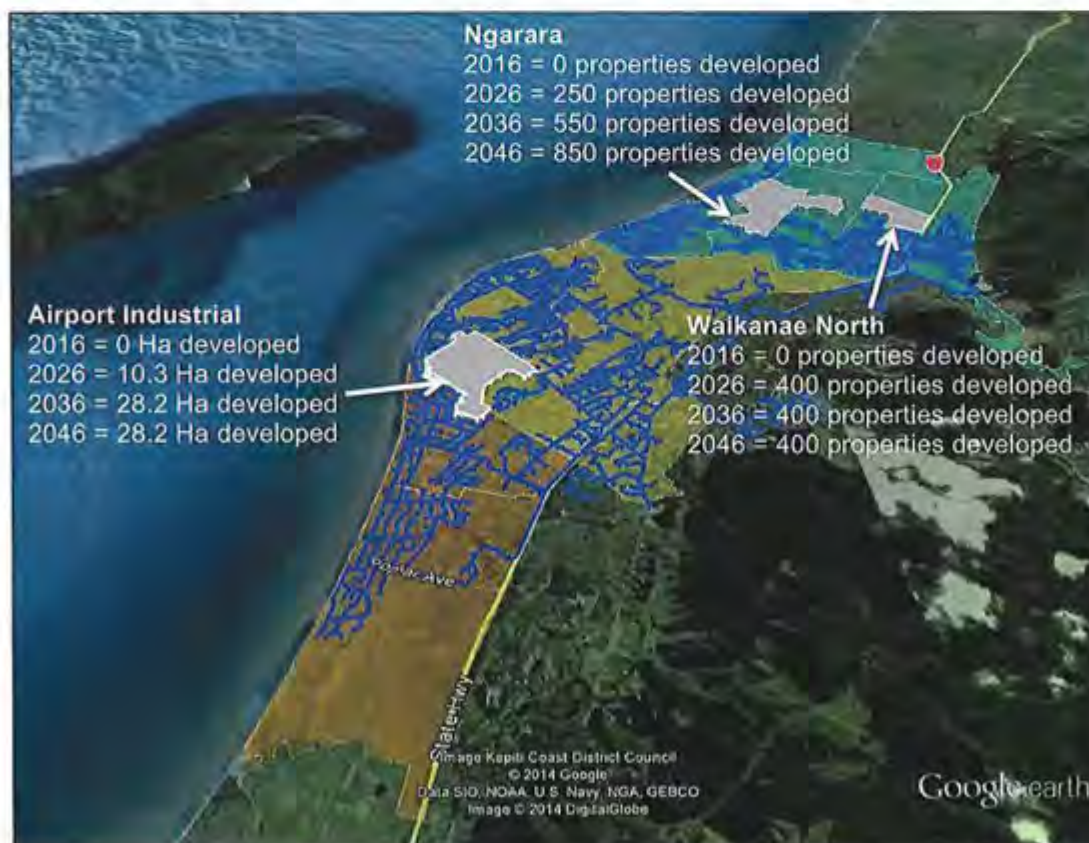 Ngarara
2016 = 0 properties developed
2026 = 250 properties developed
2036 = 550 properties developed
2046 = 850 properties developed
Airport Industrial
2016 = 0 Ha developed
2026 = 10.3 Ha developed
2036 = 28.2 Ha developed
2046 = 28.2 Ha developed
Waikanae North
2016 = 0 properties developed
2026 = 400 properties developed
2036 = 400 properties developed
2046 = 400 properties developed
Poplar Ave
State Hwy
Image Kapiti Coast District Council
© 2014 Google
Data SIO, NOAA, U.S. Navy, NGA, GEBCO
Image © 2014 DigitalGlobe
Google earth